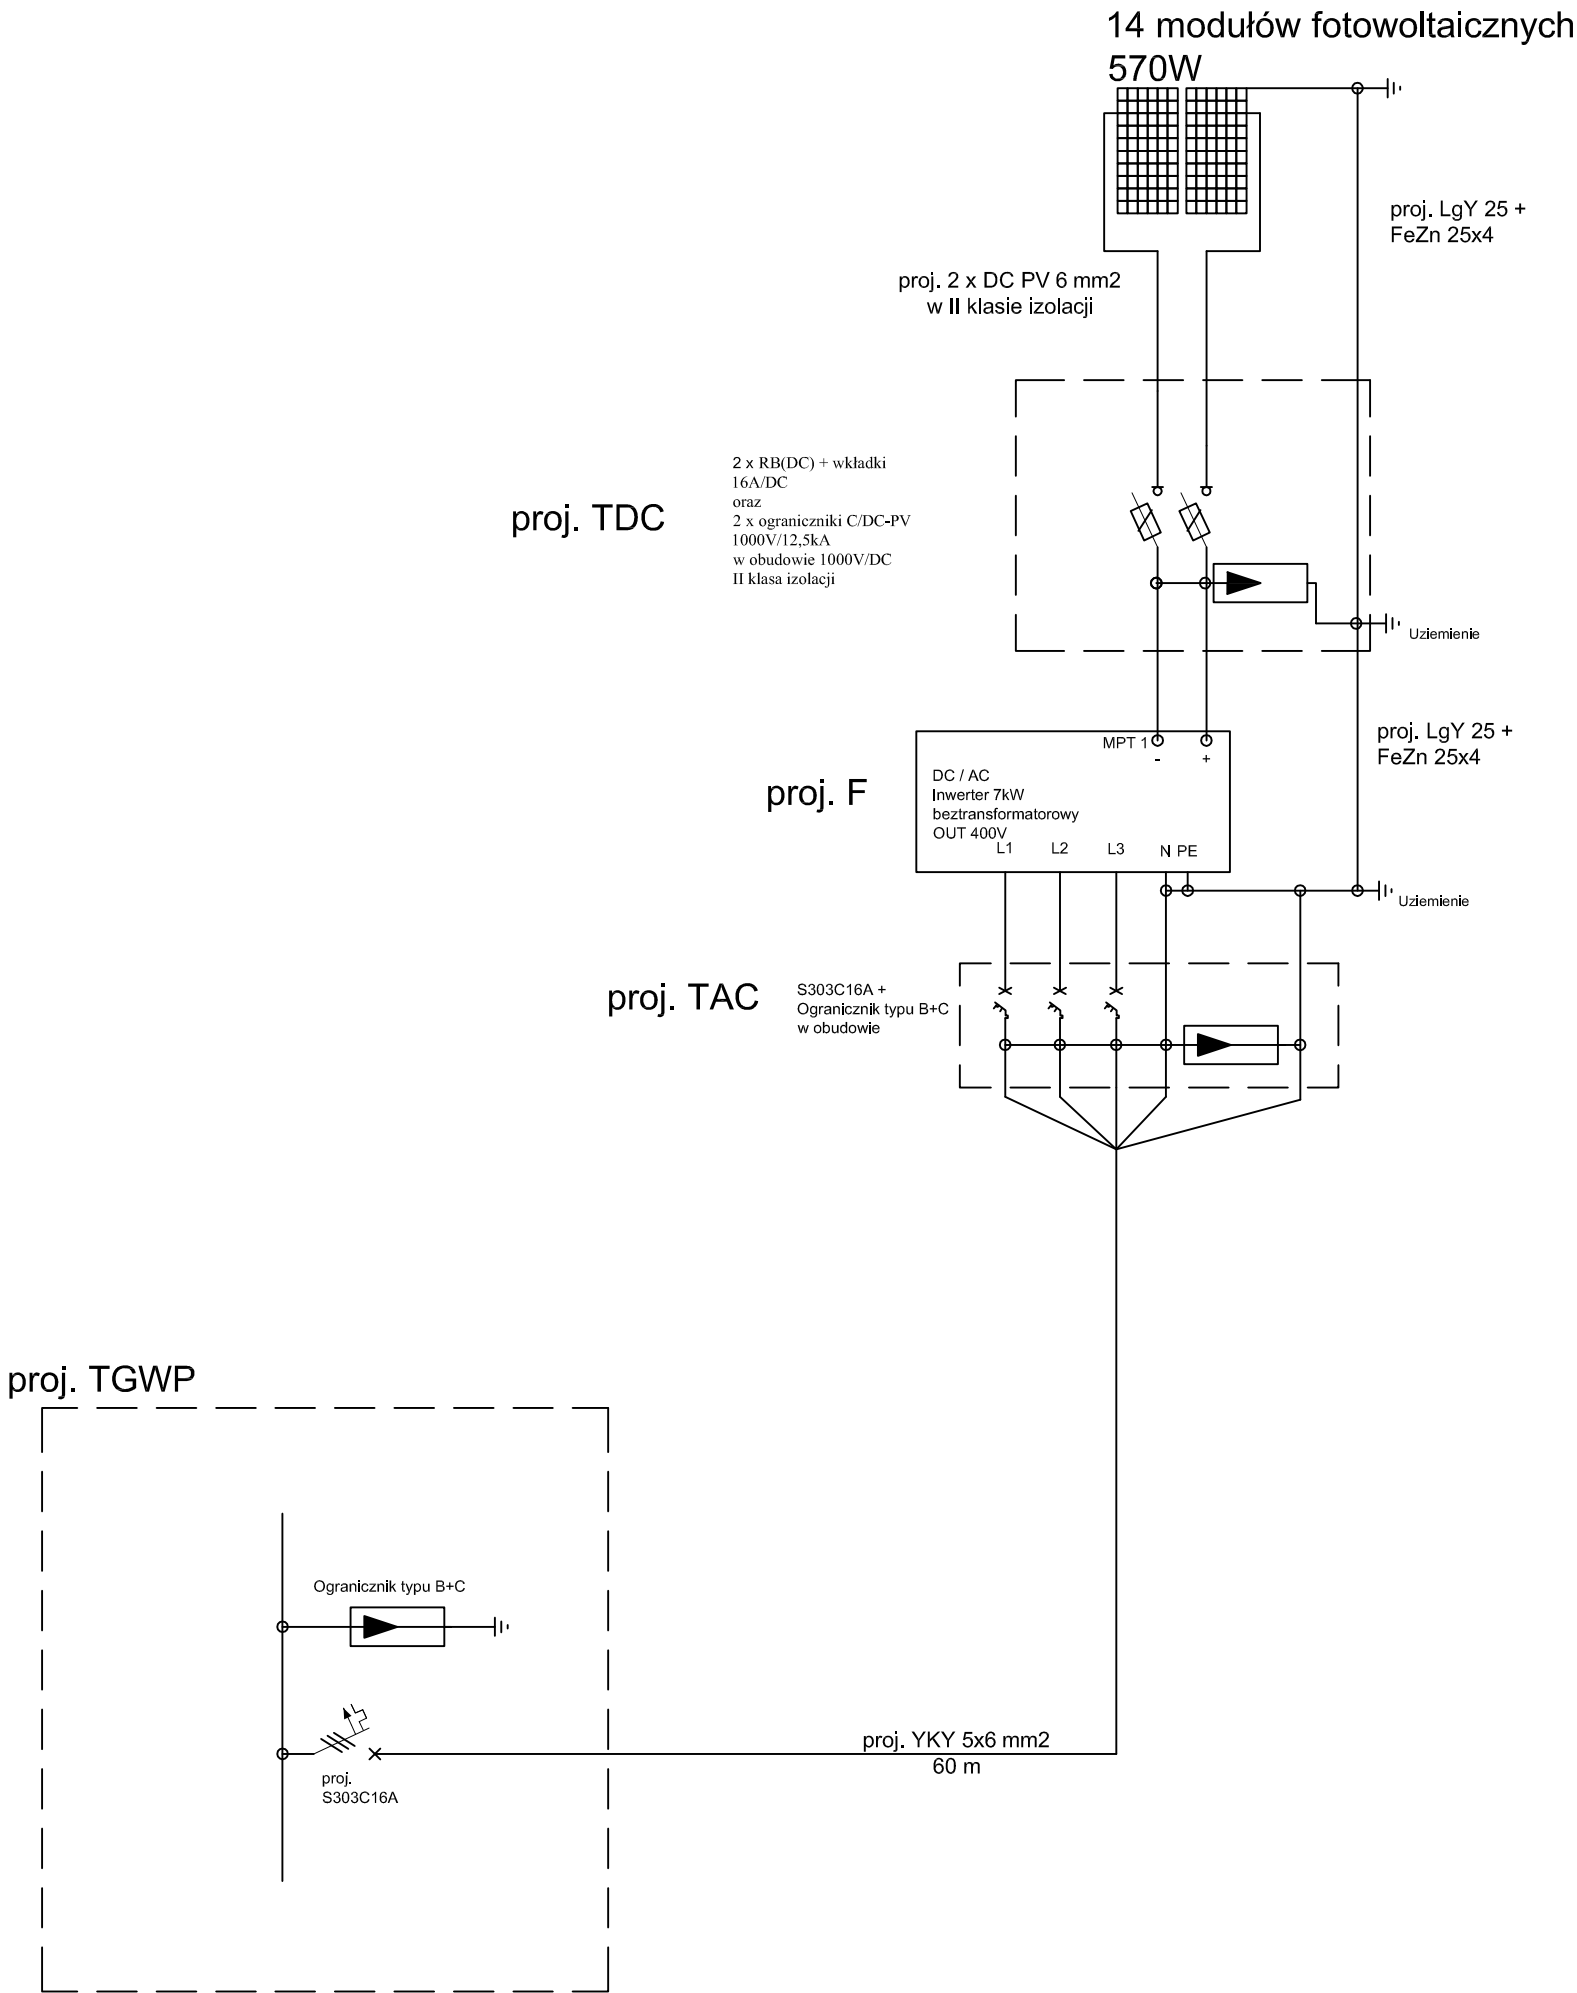 14 modułów fotowoltaicznych
570W
proj. LgY 25 +
FeZn 25x4
proj. 2 x DC PV 6 mm2
w II klasie izolacji
2 x RB(DC) + wkładki
16A/DC
oraz
2 x ograniczniki C/DC-PV
1000V/12,5kA
w obudowie 1000V/DC
II klasa izolacji
proj. TDC
Uziemienie
proj. LgY 25 +
FeZn 25x4
MPT 1
- +
proj. F
DC / AC
Inwerter 7kW
beztransformatorowy
OUT 400V
L1 L2 L3 N PE
Uziemienie
proj. TAC
S303C16A +
Ogranicznik typu B+C
w obudowie
proj. TGWP
Ogranicznik typu B+C
proj.
S303C16A
proj. YKY 5x6 mm2
60 m